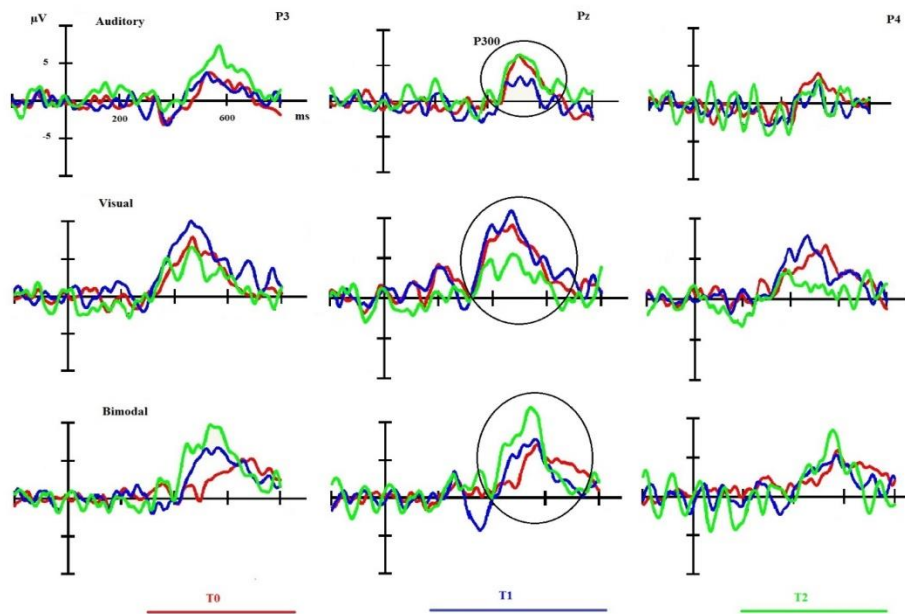 µV Auditory P3 Pz P4
P300
5
200 600 ms
-5
Visual
Bimodal
T0 T1 T2